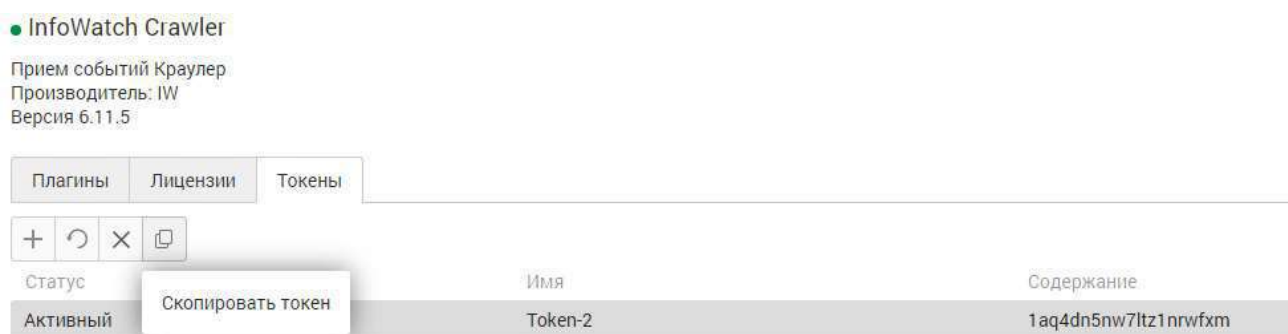 InfoWatch Crawler
Прием событий Краулер
Производитель: IW
Версия 6.11.5
Плагины Лицензии Токены
Статус Имя Содержание
Скопировать токен
Активный Token-2 1aq4dn5nw7ltz1nrwfxm